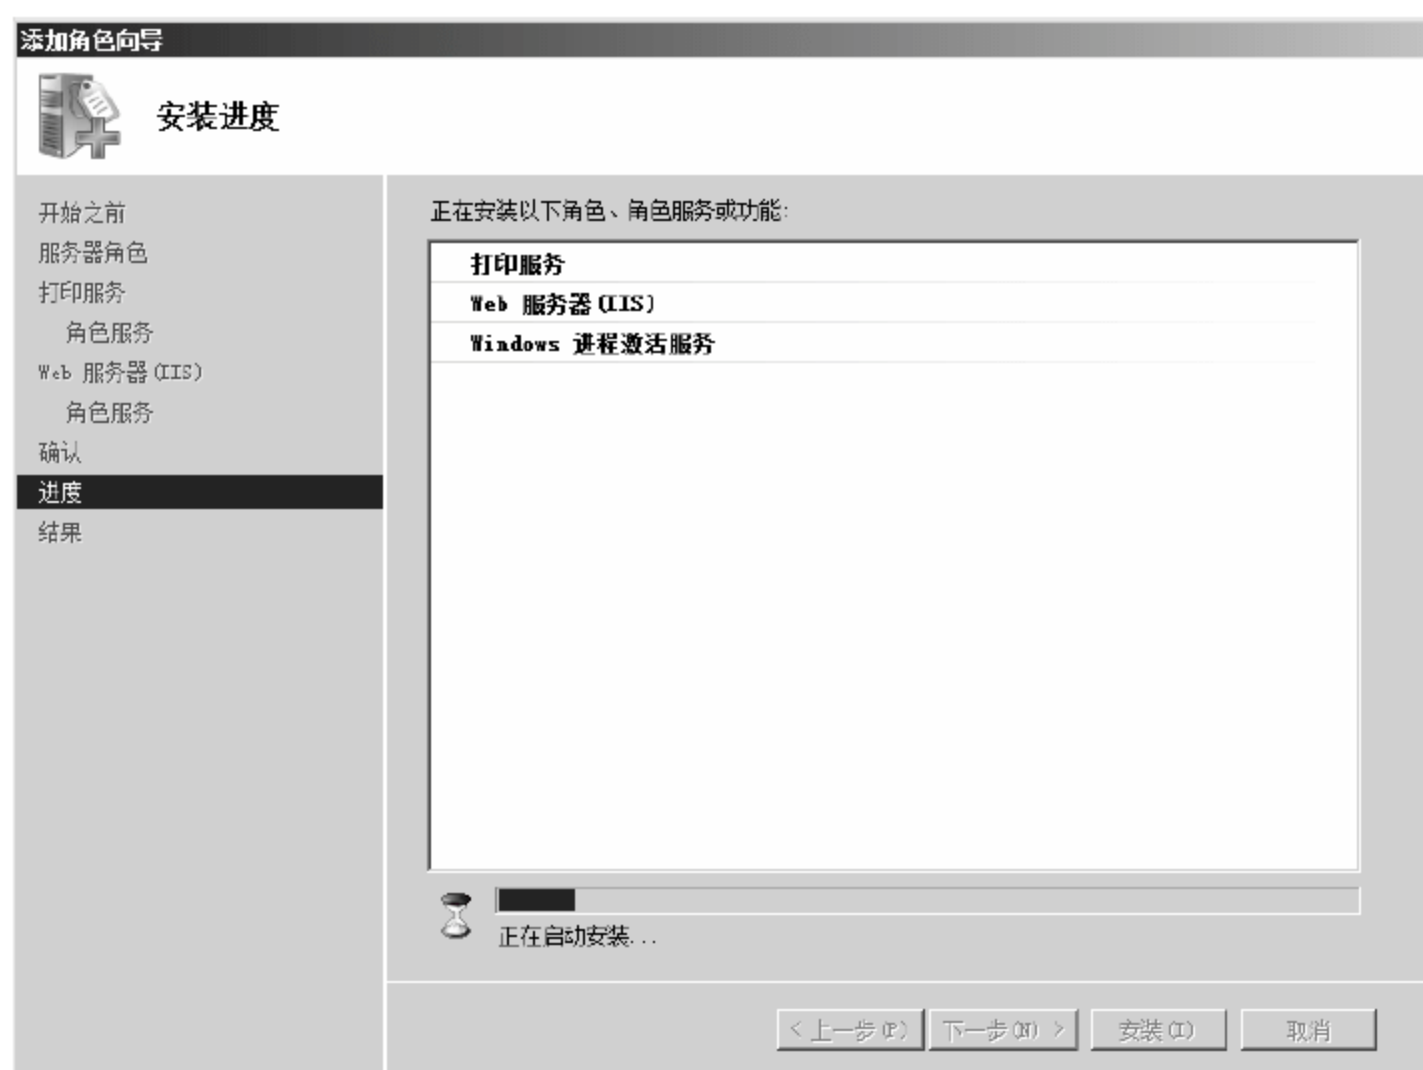 添加角色向导
安装进度
开始之前
服务器角色
打印服务
角色服务
Web 服务器(IIS)
角色服务
确认
进度
结果
正在安装以下角色、角色服务或功能:
打印服务
Web 服务器(IIS)
Windows 进程激活服务
正在启动安装...
< 上一步(P)
下一步(N) >
安装(I)
取消